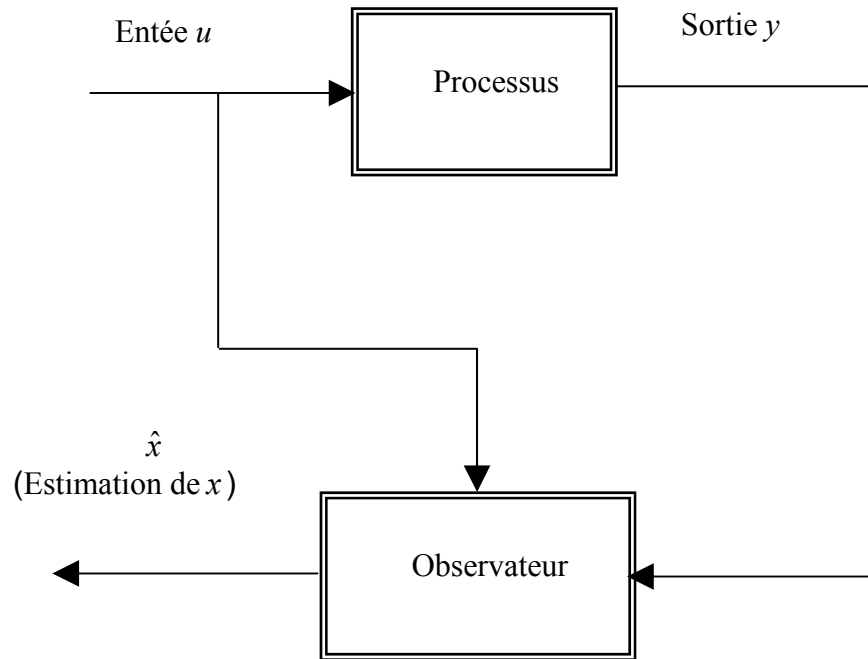 Entée u
Sortie y
Processus
x̂
(Estimation de x)
Observateur